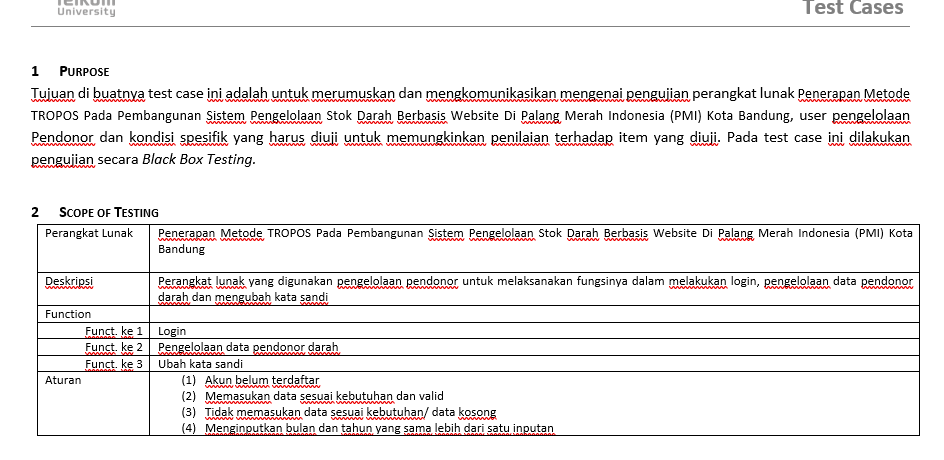 Telkom
University
Test Cases
1 PURPOSE
Tujuan di buatnya test case ini adalah untuk merumuskan dan mengkomunikasikan mengenai pengujian perangkat lunak Penerapan Metode
TROPOS Pada Pembangunan Sistem Pengelolaan Stok Darah Berbasis Website Di Palang Merah Indonesia (PMI) Kota Bandung, user pengelolaan
Pendonor dan kondisi spesifik yang harus diuji untuk memungkinkan penilaian terhadap item yang diuji. Pada test case ini dilakukan
pengujian secara Black Box Testing.
2 SCOPE OF TESTING
Perangkat Lunak Penerapan Metode TROPOS Pada Pembangunan Sistem Pengelolaan Stok Darah Berbasis Website Di Palang Merah Indonesia (PMI) Kota
Bandung
Deskripsi Perangkat lunak yang digunakan pengelolaan pendonor untuk melaksanakan fungsinya dalam melakukan login, pengelolaan data pendonor
darah dan mengubah kata sandi
Function
Funct. ke 1 Login
Funct. ke 2 Pengelolaan data pendonor darah
Funct. ke 3 Ubah kata sandi
Aturan (1) Akun belum terdaftar
(2) Memasukan data sesuai kebutuhan dan valid
(3) Tidak memasukan data sesuai kebutuhan/ data kosong
(4) Menginputkan bulan dan tahun yang sama lebih dari satu inputan